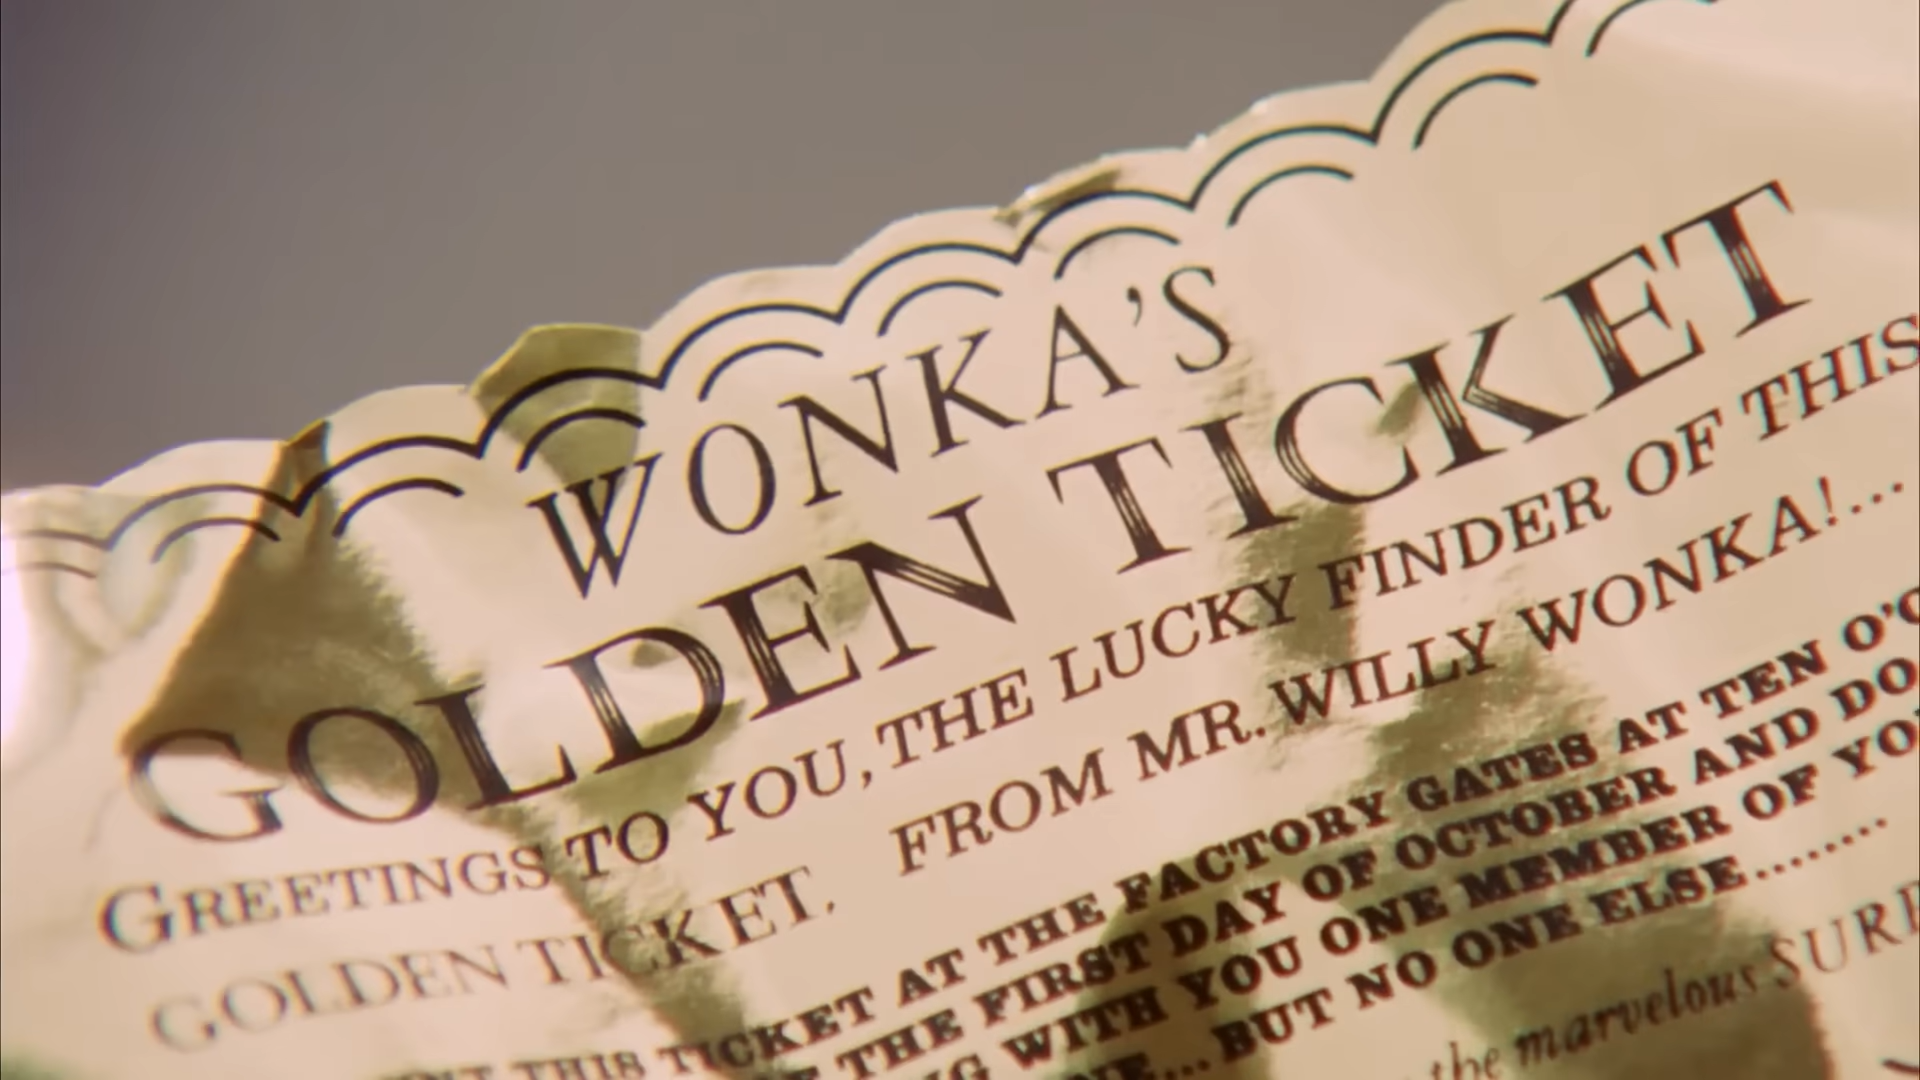 WONKA'S
GOLDEN TICKET
GREETINGS TO YOU, THE LUCKY FINDER OF THIS
GOLDEN TICKET. FROM MR. WILLY WONKA!...
THIS TICKET AT THE FACTORY GATES AT TEN
THE FIRST DAY OF OCTOBER AND
WITH YOU ONE MEMBER OF
BUT NO ONE ELSE........
the marvelous